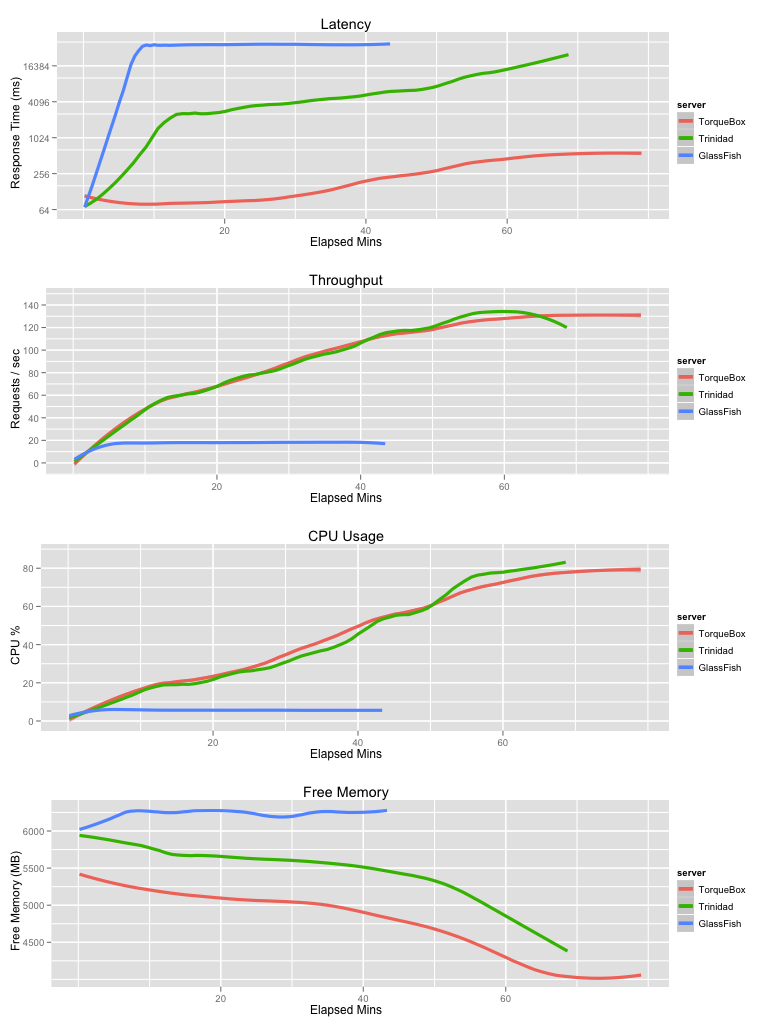 Latency
Response Time (ms)
16384
4096
1024
256
64
20
40
60
Elapsed Mins
server
TorqueBox
Trinidad
GlassFish
Throughput
Requests / sec
140
120
100
80
60
40
20
0
20
40
60
Elapsed Mins
server
TorqueBox
Trinidad
GlassFish
CPU Usage
CPU %
80
60
40
20
0
20
40
60
Elapsed Mins
server
TorqueBox
Trinidad
GlassFish
Free Memory
Free Memory (MB)
6000
5500
5000
4500
20
40
60
Elapsed Mins
server
TorqueBox
Trinidad
GlassFish